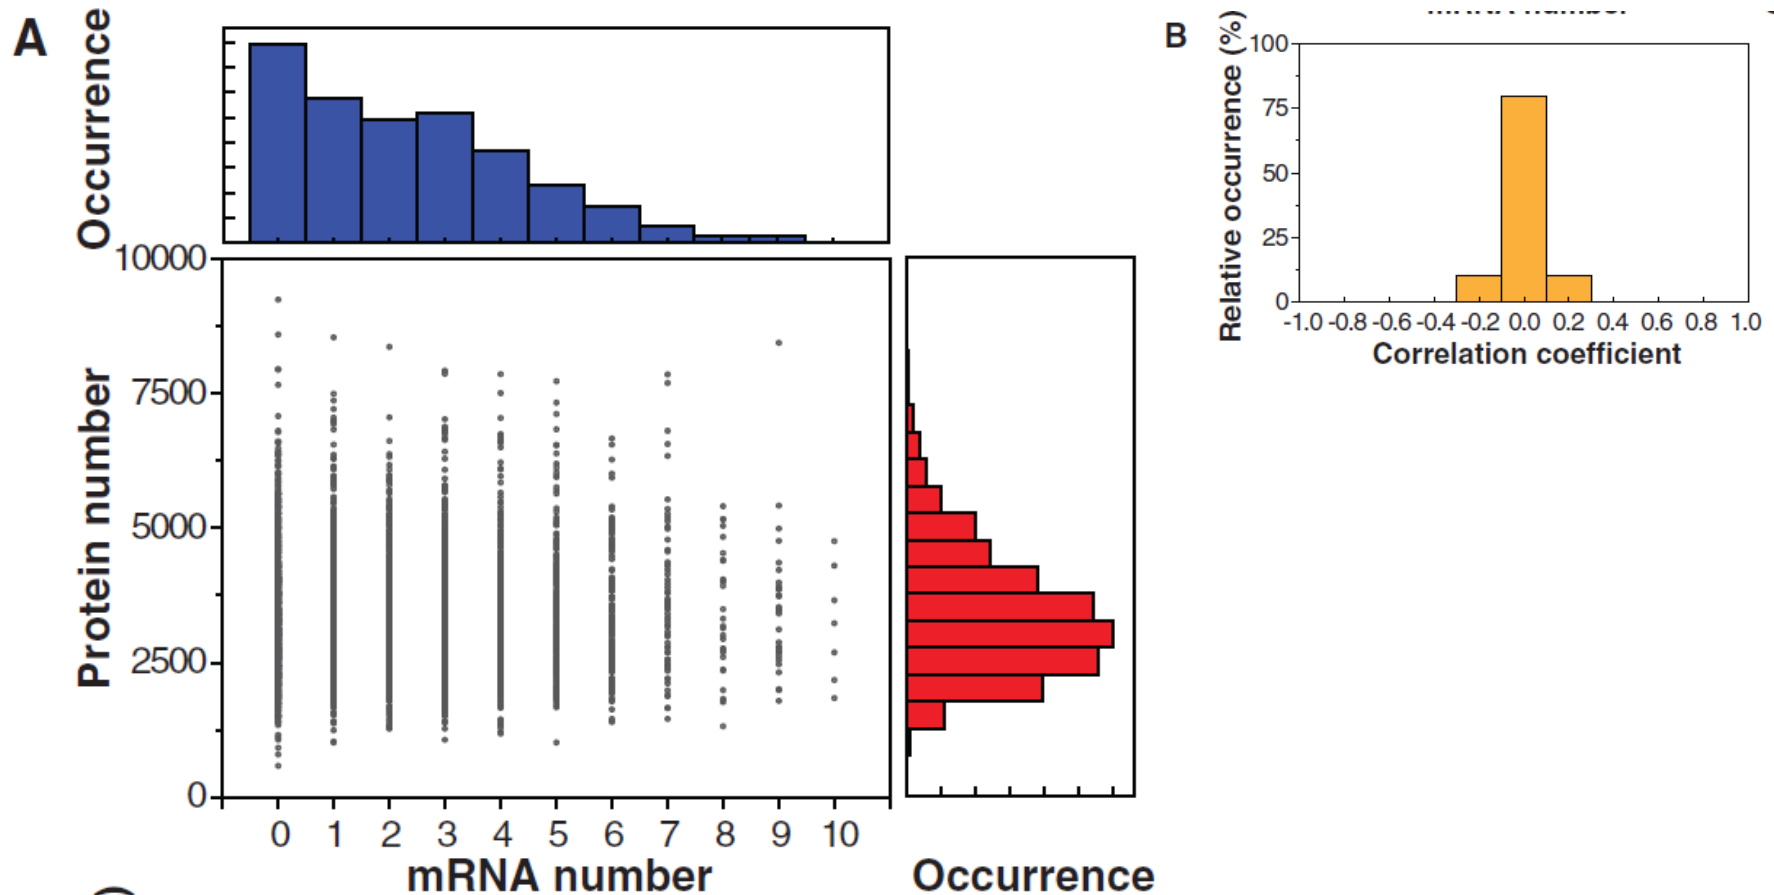 A
Occurrence
10000
7500
5000
2500
0
Protein number
0 1 2 3 4 5 6 7 8 9 10
mRNA number
Occurrence
B
mRNA number
Relative occurrence (%)
100
75
50
25
0
-1.0 -0.8 -0.6 -0.4 -0.2 0.0 0.2 0.4 0.6 0.8 1.0
Correlation coefficient